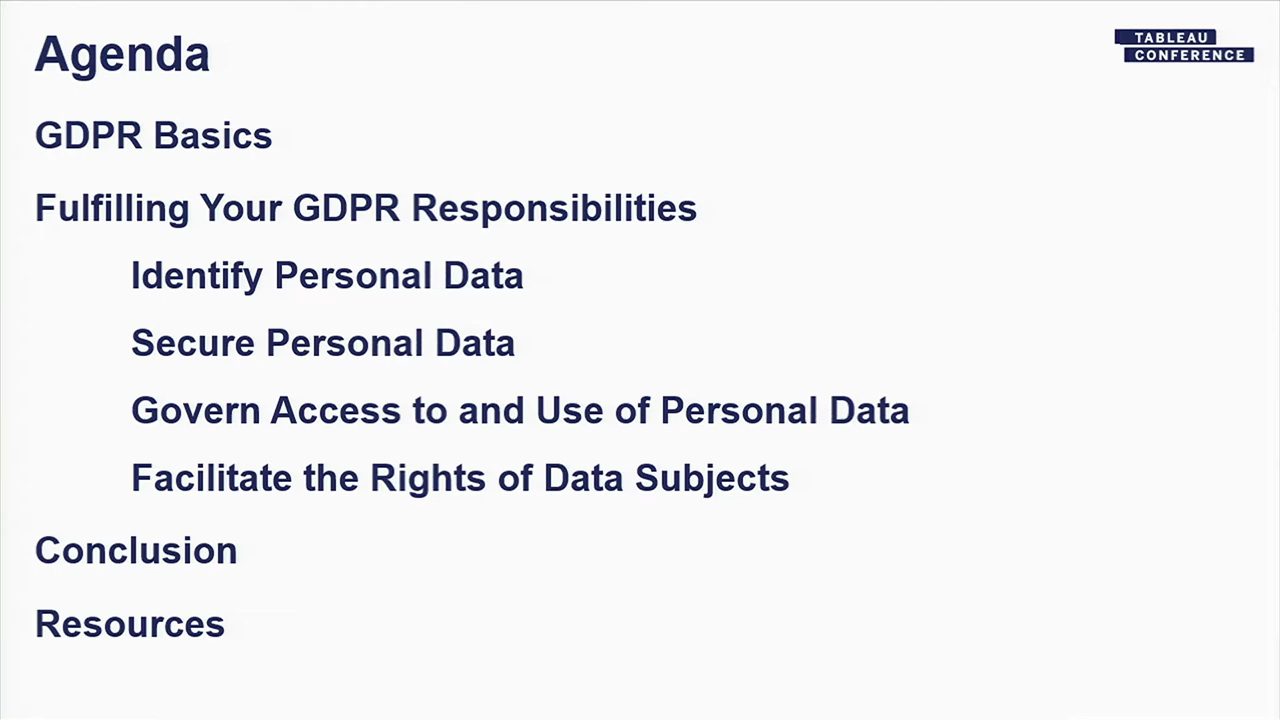 Agenda
TABLEAU
CONFERENCE
GDPR Basics
Fulfilling Your GDPR Responsibilities
Identify Personal Data
Secure Personal Data
Govern Access to and Use of Personal Data
Facilitate the Rights of Data Subjects
Conclusion
Resources